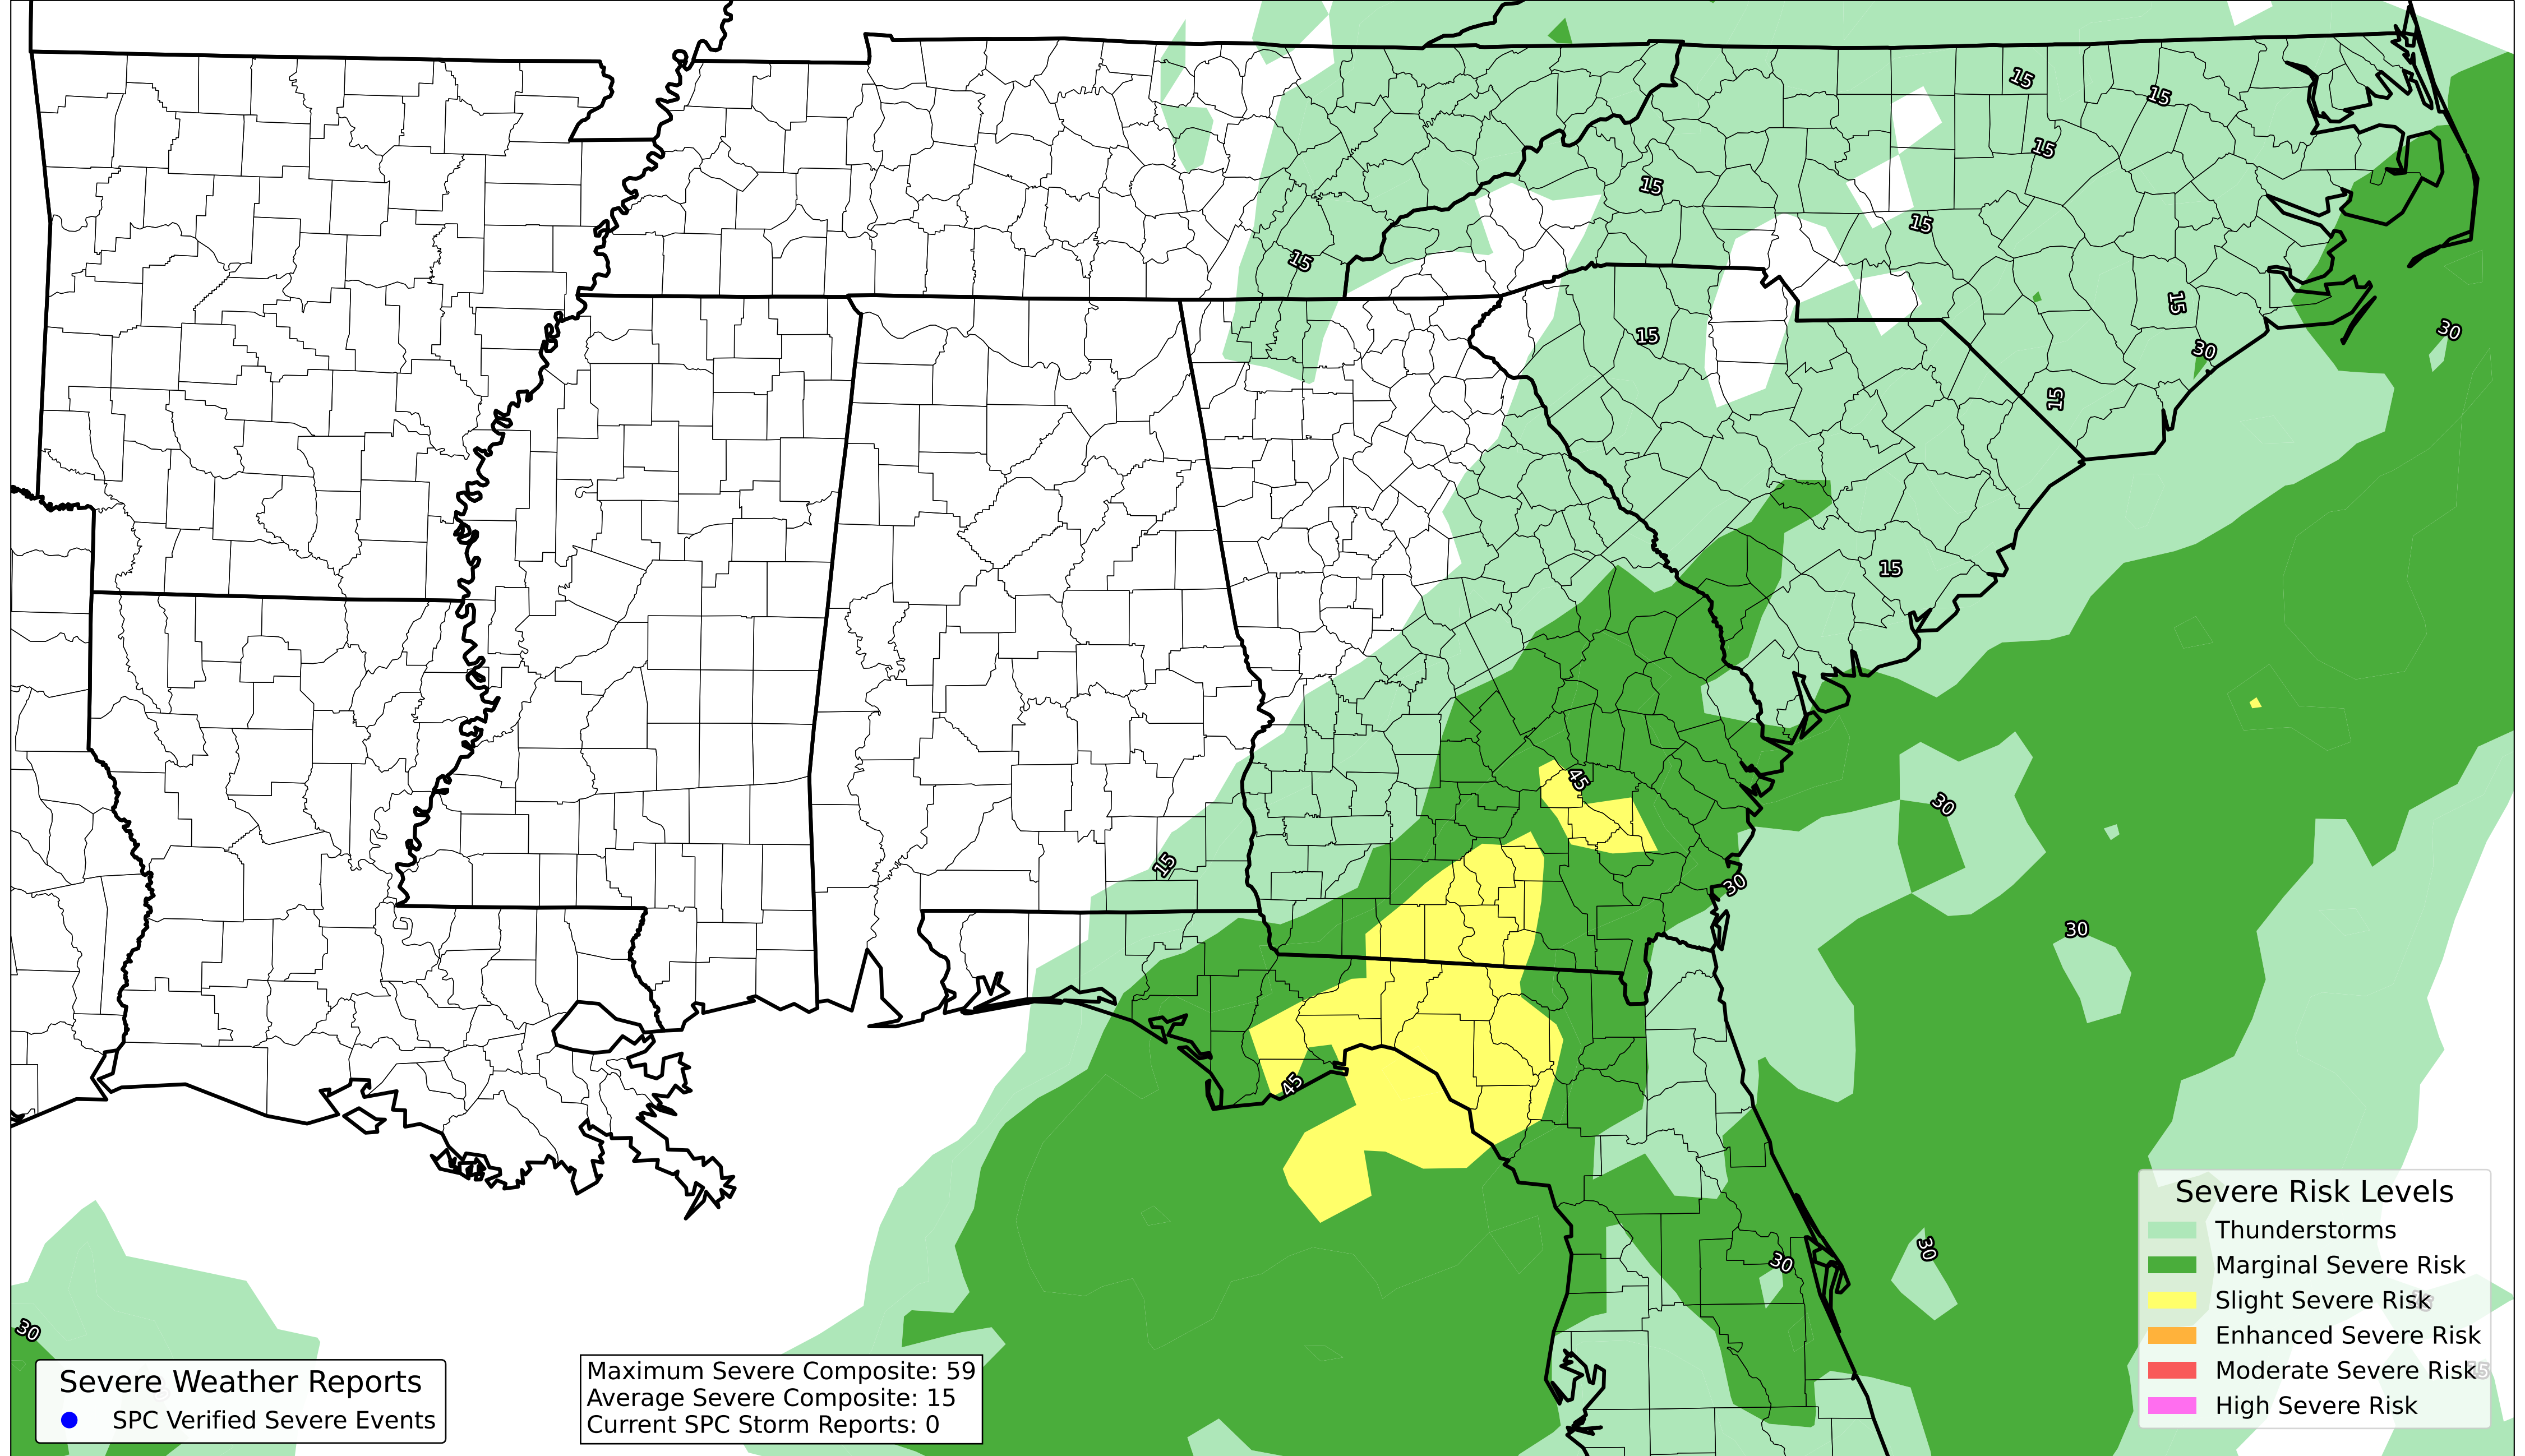 15
15
15
15
15
15
15
30
15
30
15
15
45
30
15
30
30
45
30
30
30
Severe Risk Levels
Thunderstorms
Marginal Severe Risk
Slight Severe Risk
Enhanced Severe Risk
Moderate Severe Risk
High Severe Risk
Severe Weather Reports
SPC Verified Severe Events
Maximum Severe Composite: 59
Average Severe Composite: 15
Current SPC Storm Reports: 0